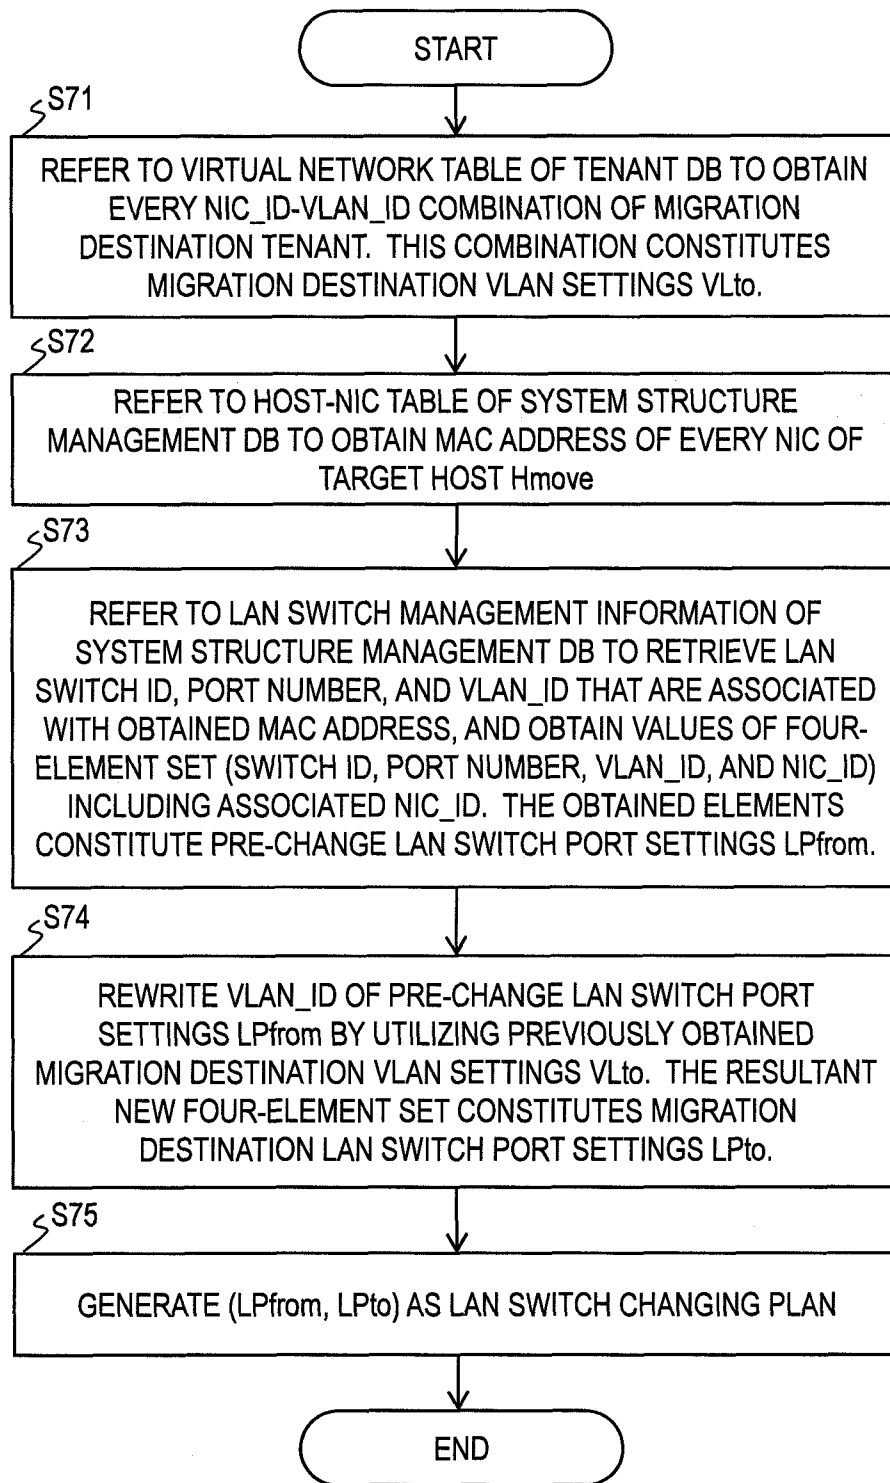 START
S71
REFER TO VIRTUAL NETWORK TABLE OF TENANT DB TO OBTAIN
EVERY NIC_ID-VLAN_ID COMBINATION OF MIGRATION
DESTINATION TENANT. THIS COMBINATION CONSTITUTES
MIGRATION DESTINATION VLAN SETTINGS VLto.
S72
REFER TO HOST-NIC TABLE OF SYSTEM STRUCTURE
MANAGEMENT DB TO OBTAIN MAC ADDRESS OF EVERY NIC OF
TARGET HOST Hmove
S73
REFER TO LAN SWITCH MANAGEMENT INFORMATION OF
SYSTEM STRUCTURE MANAGEMENT DB TO RETRIEVE LAN
SWITCH ID, PORT NUMBER, AND VLAN_ID THAT ARE ASSOCIATED
WITH OBTAINED MAC ADDRESS, AND OBTAIN VALUES OF FOUR-
ELEMENT SET (SWITCH ID, PORT NUMBER, VLAN_ID, AND NIC_ID)
INCLUDING ASSOCIATED NIC_ID. THE OBTAINED ELEMENTS
CONSTITUTE PRE-CHANGE LAN SWITCH PORT SETTINGS LPfrom.
S74
REWRITE VLAN_ID OF PRE-CHANGE LAN SWITCH PORT
SETTINGS LPfrom BY UTILIZING PREVIOUSLY OBTAINED
MIGRATION DESTINATION VLAN SETTINGS VLto. THE RESULTANT
NEW FOUR-ELEMENT SET CONSTITUTES MIGRATION
DESTINATION LAN SWITCH PORT SETTINGS LPto.
S75
GENERATE (LPfrom, LPto) AS LAN SWITCH CHANGING PLAN
END